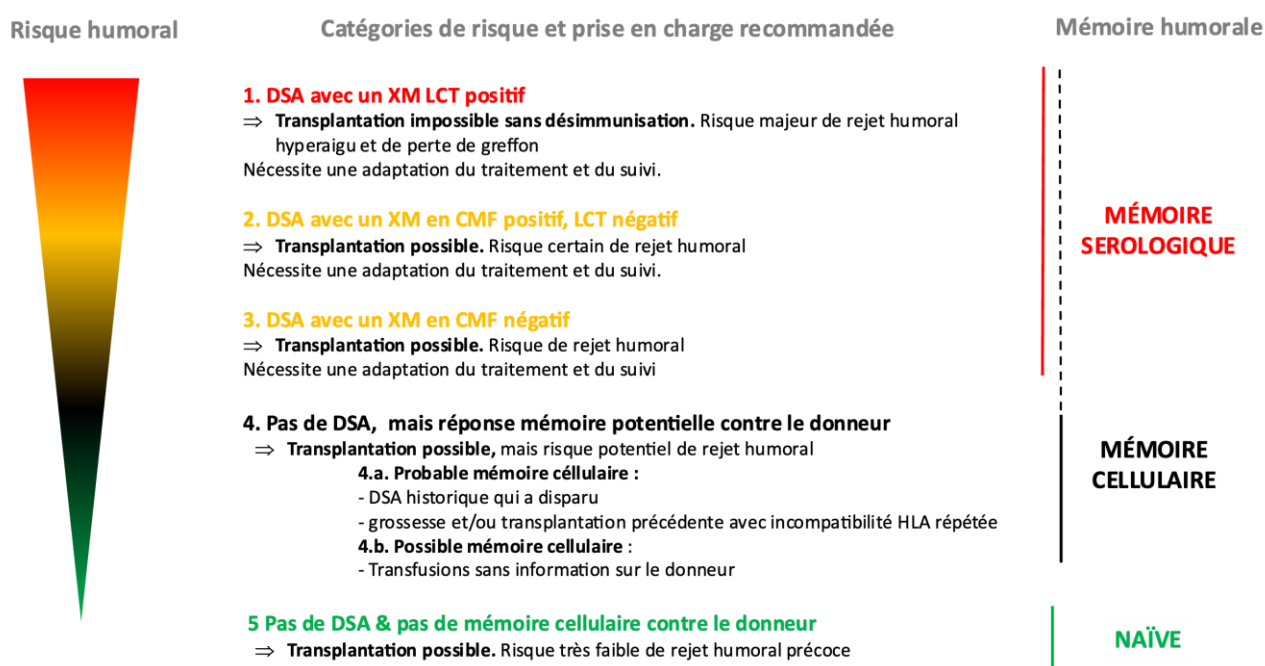 Risque humoral
Catégories de risque et prise en charge recommandée
Mémoire humorale
1. DSA avec un XM LCT positif
⇒ Transplantation impossible sans désimmunisation. Risque majeur de rejet humoral
hyperaigu et de perte de greffon
Nécessite une adaptation du traitement et du suivi.
2. DSA avec un XM en CMF positif, LCT négatif
⇒ Transplantation possible. Risque certain de rejet humoral
Nécessite une adaptation du traitement et du suivi.
3. DSA avec un XM en CMF négatif
⇒ Transplantation possible. Risque de rejet humoral
Nécessite une adaptation du traitement et du suivi
MÉMOIRE
SEROLOGIQUE
4. Pas de DSA, mais réponse mémoire potentielle contre le donneur
⇒ Transplantation possible, mais risque potentiel de rejet humoral
4.a. Probable mémoire céllulaire :
- DSA historique qui a disparu
- grossesse et/ou transplantation précédente avec incompatibilité HLA répétée
4.b. Possible mémoire cellulaire :
- Transfusions sans information sur le donneur
MÉMOIRE
CELLULAIRE
5 Pas de DSA & pas de mémoire cellulaire contre le donneur
⇒ Transplantation possible. Risque très faible de rejet humoral précoce
NAÏVE